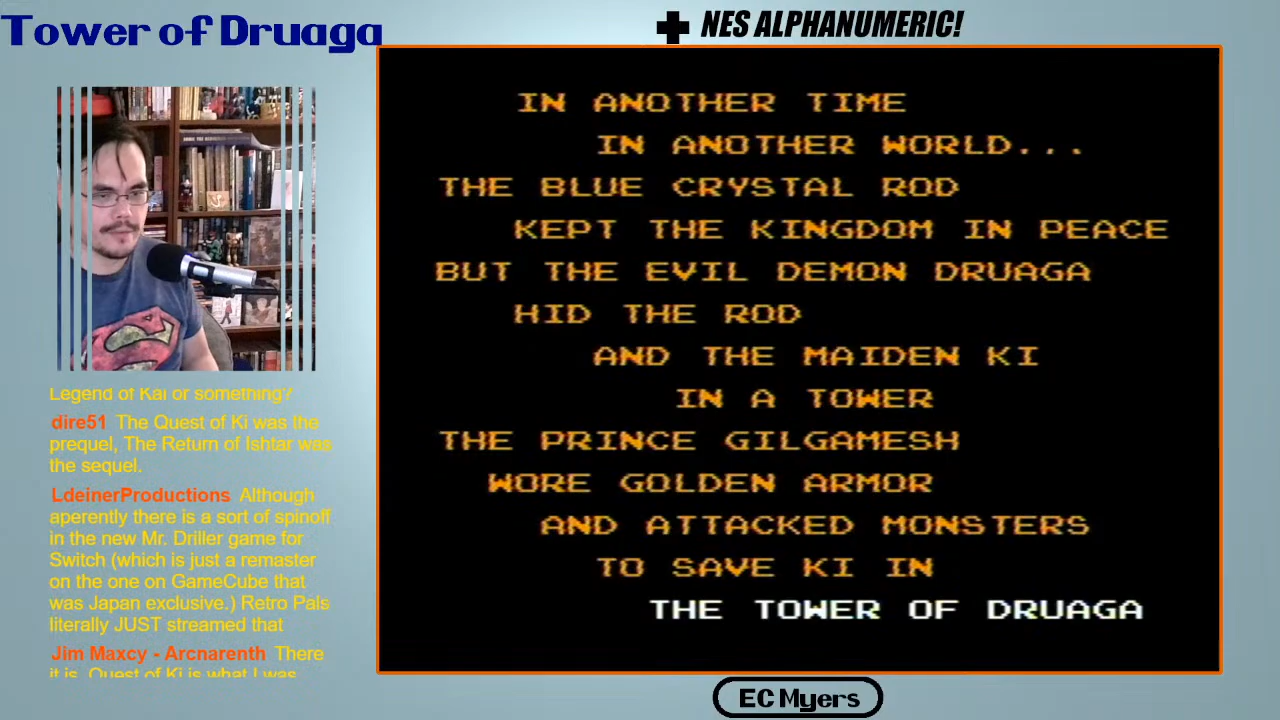 Tower of Druaga
NES ALPHANUMERIC!
IN ANOTHER TIME
IN ANOTHER WORLD...
THE BLUE CRYSTAL ROD
KEPT THE KINGDOM IN PEACE
BUT THE EVIL DEMON DRUAGA
HID THE ROD
AND THE MAIDEN KI
IN A TOWER
THE PRINCE GILGAMESH
WORE GOLDEN ARMOR
AND ATTACKED MONSTERS
TO SAVE KI IN
THE TOWER OF DRUAGA
Legend of Kai or something?
dire51 The Quest of Ki was the
prequel, The Return of Ishtar was
the sequel.
LdeinerProductions Although
aperently there is a sort of spinoff
in the new Mr. Driller game for
Switch (which is just a remaster
on the one on GameCube that
was Japan exclusive.) Retro Pals
literally JUST streamed that
Jim Maxcy - Arcnarenth There
it is. Quest of Ki is what I was
EC Myers